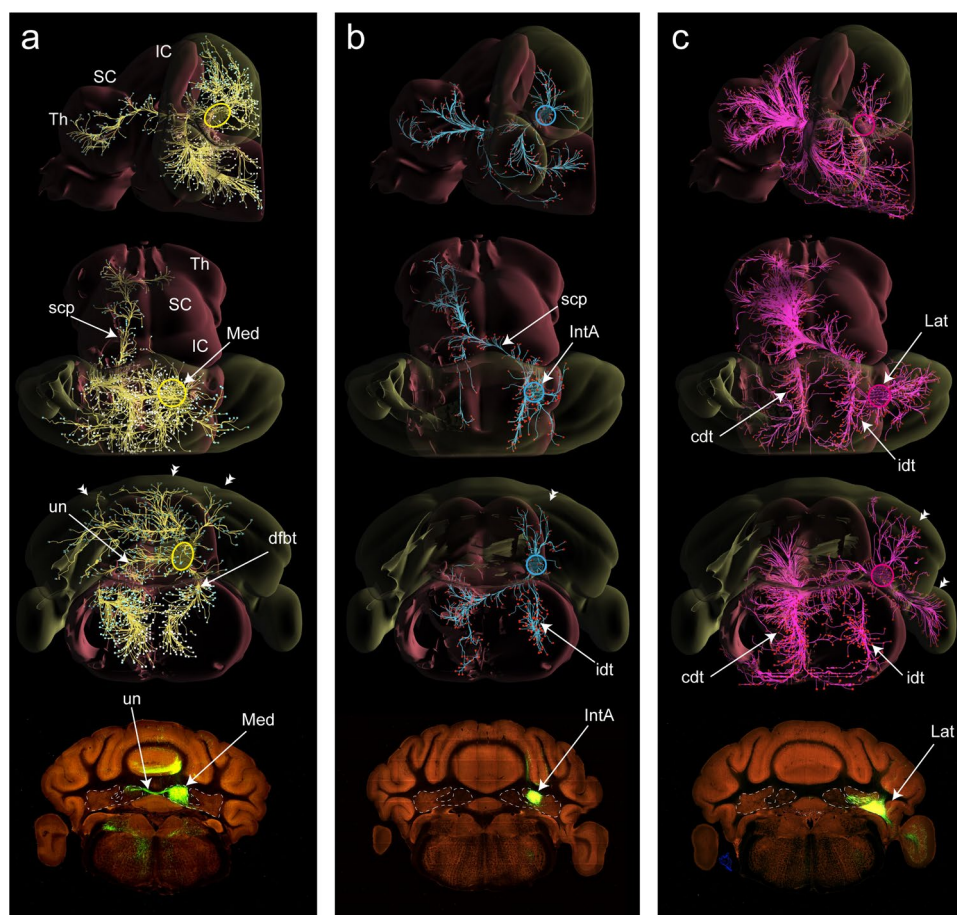 a
IC
SC
Th
Th
SC
scp
Med
IC
un
dfbt
un
Med
b
scp
IntA
idt
IntA
c
Lat
cdt
idt
cdt
idt
Lat